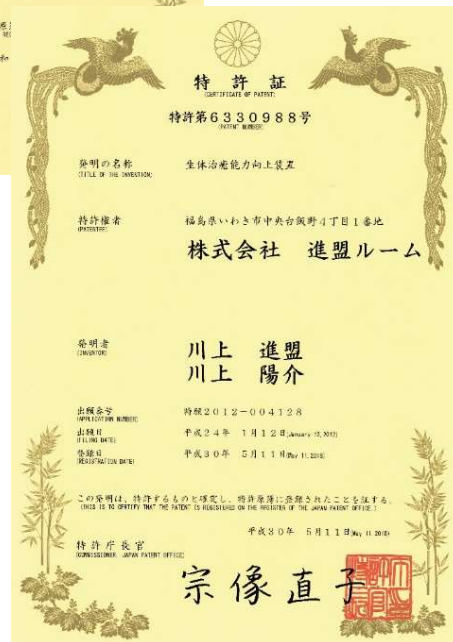 特許証
(CERTIFICATE OF PATENT)
特許第6330988号
(PATENT NUMBER)
発明の名称
(TITLE OF THE INVENTION)
生体治癒能力向上装置
特許権者
(PATENTEE)
福島県いわき市中央台飯野4丁目1番地
株式会社 進盟ルーム
発明者
(INVENTOR)
川上 進盟
川上 陽介
出願番号
(APPLICATION NUMBER)
特願2012-004128
出願日
(FILING DATE)
平成24年 1月12日(January 12,2012)
登録日
(REGISTRATION DATE)
平成30年 5月11日(May 11,2018)
この発明は、特許するものと確定し、特許原簿に登録されたことを証する。
(THIS IS TO CERTIFY THAT THE PATENT IS REGISTERED ON THE REGISTER OF THE JAPAN PATENT OFFICE.)
平成30年 5月11日(May 11,2018)
特許庁長官
(COMMISSIONER, JAPAN PATENT OFFICE)
宗像直子